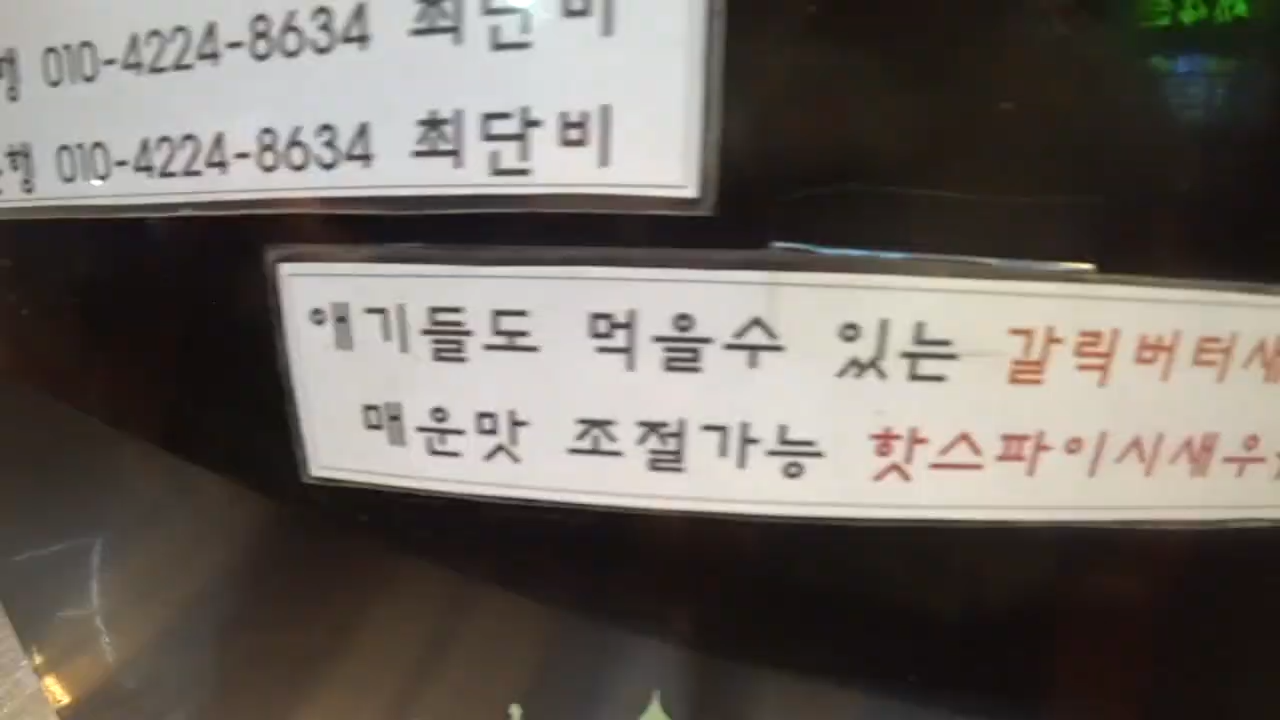 010-4224-8634 최단비
010-4224-8634 최단비
애기들도 먹을수 있는 갈릭버터새
매운맛 조절가능 핫스파이시새우